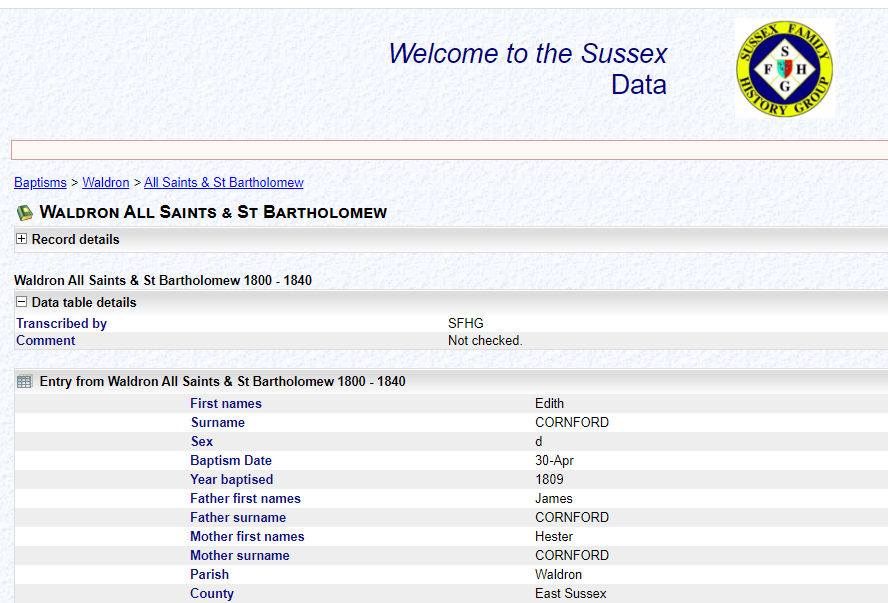 Welcome to the Sussex
Data
SUSSEX FAMILY
HISTORY GROUP
S
F H
G
Baptisms > Waldron > All Saints & St Bartholomew
WALDRON ALL SAINTS & ST BARTHOLOMEW
Record details
Waldron All Saints & St Bartholomew 1800 - 1840
Data table details
Transcribed by SFHG
Comment Not checked.
Entry from Waldron All Saints & St Bartholomew 1800 - 1840
First names Edith
Surname CORNFORD
Sex d
Baptism Date 30-Apr
Year baptised 1809
Father first names James
Father surname CORNFORD
Mother first names Hester
Mother surname CORNFORD
Parish Waldron
County East Sussex